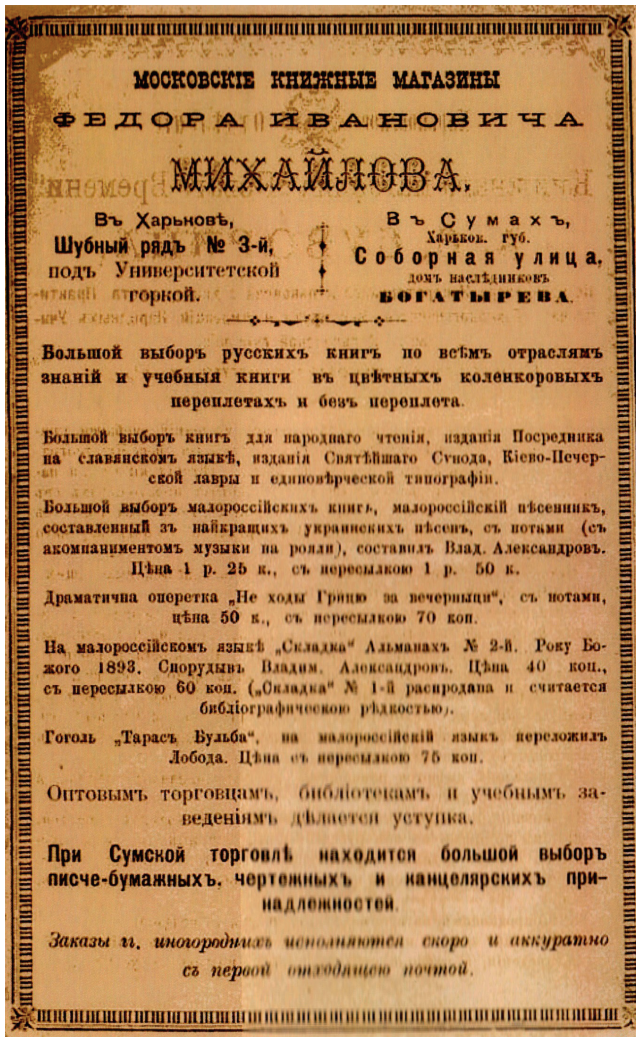 МОСКОВСКІЕ КНИЖНЫЕ МАГАЗИНЫ
ФЕДОРА ИВАНОВИЧА
МИХАЙЛОВА.
Въ Харьковѣ,
Шубный рядъ № 3-й,
подъ Университетской
горкой.
Въ Сумахъ,
Харьков. губ.
Соборная улица,
домъ наслѣдниковъ
БОГАТЫРЕВА.
Большой выборъ русскихъ книгъ по всѣмъ отраслямъ
знаній и учебныя книги въ цвѣтныхъ коленкоровыхъ
переплетахъ и безъ переплета.
Большой выборъ книгъ для народнаго чтенія, изданія Посредника
на славянскомъ языкѣ, изданія Святѣйшаго Сѵнода, Кіево-Печер-
ской лавры и единовѣрческой типографіи.
Большой выборъ малороссійскихъ книгъ, малороссійскій пѣсенникъ,
составленный зъ найкращихъ украинскихъ пѣсень, съ нотами (съ
акомпаниментомъ музыки на рояли), составилъ Влад. Александровъ.
Цѣна 1 р. 25 к., съ пересылкою 1 р. 50 к.
Драматична оперетка „Не ходы Грицю за вечерныци“, съ нотами,
цѣна 50 к., съ пересылкою 70 коп.
На малороссійскомъ языкѣ „Складка“ Альманахъ № 2-й. Року Бо-
жого 1893. Спорудывъ Владим. Александровъ. Цѣна 40 коп.,
съ пересылкою 60 коп. („Складка“ № 1-й распродана и считается
библіографическою рѣдкостью).
Гоголь „Тарасъ Бульба“, на малороссійскій языкъ переложилъ
Лобода. Цѣна съ пересылкою 75 коп.
Оптовымъ торговцамъ, библіотекамъ и учебнымъ за-
веденіямъ дѣлается уступка.
При Сумской торговлѣ находится большой выборъ
писче-бумажныхъ, чертежныхъ и канцелярскихъ при-
надлежностей.
Заказы гг. иногороднихъ исполняются скоро и аккуратно
съ первой отходящею почтой.